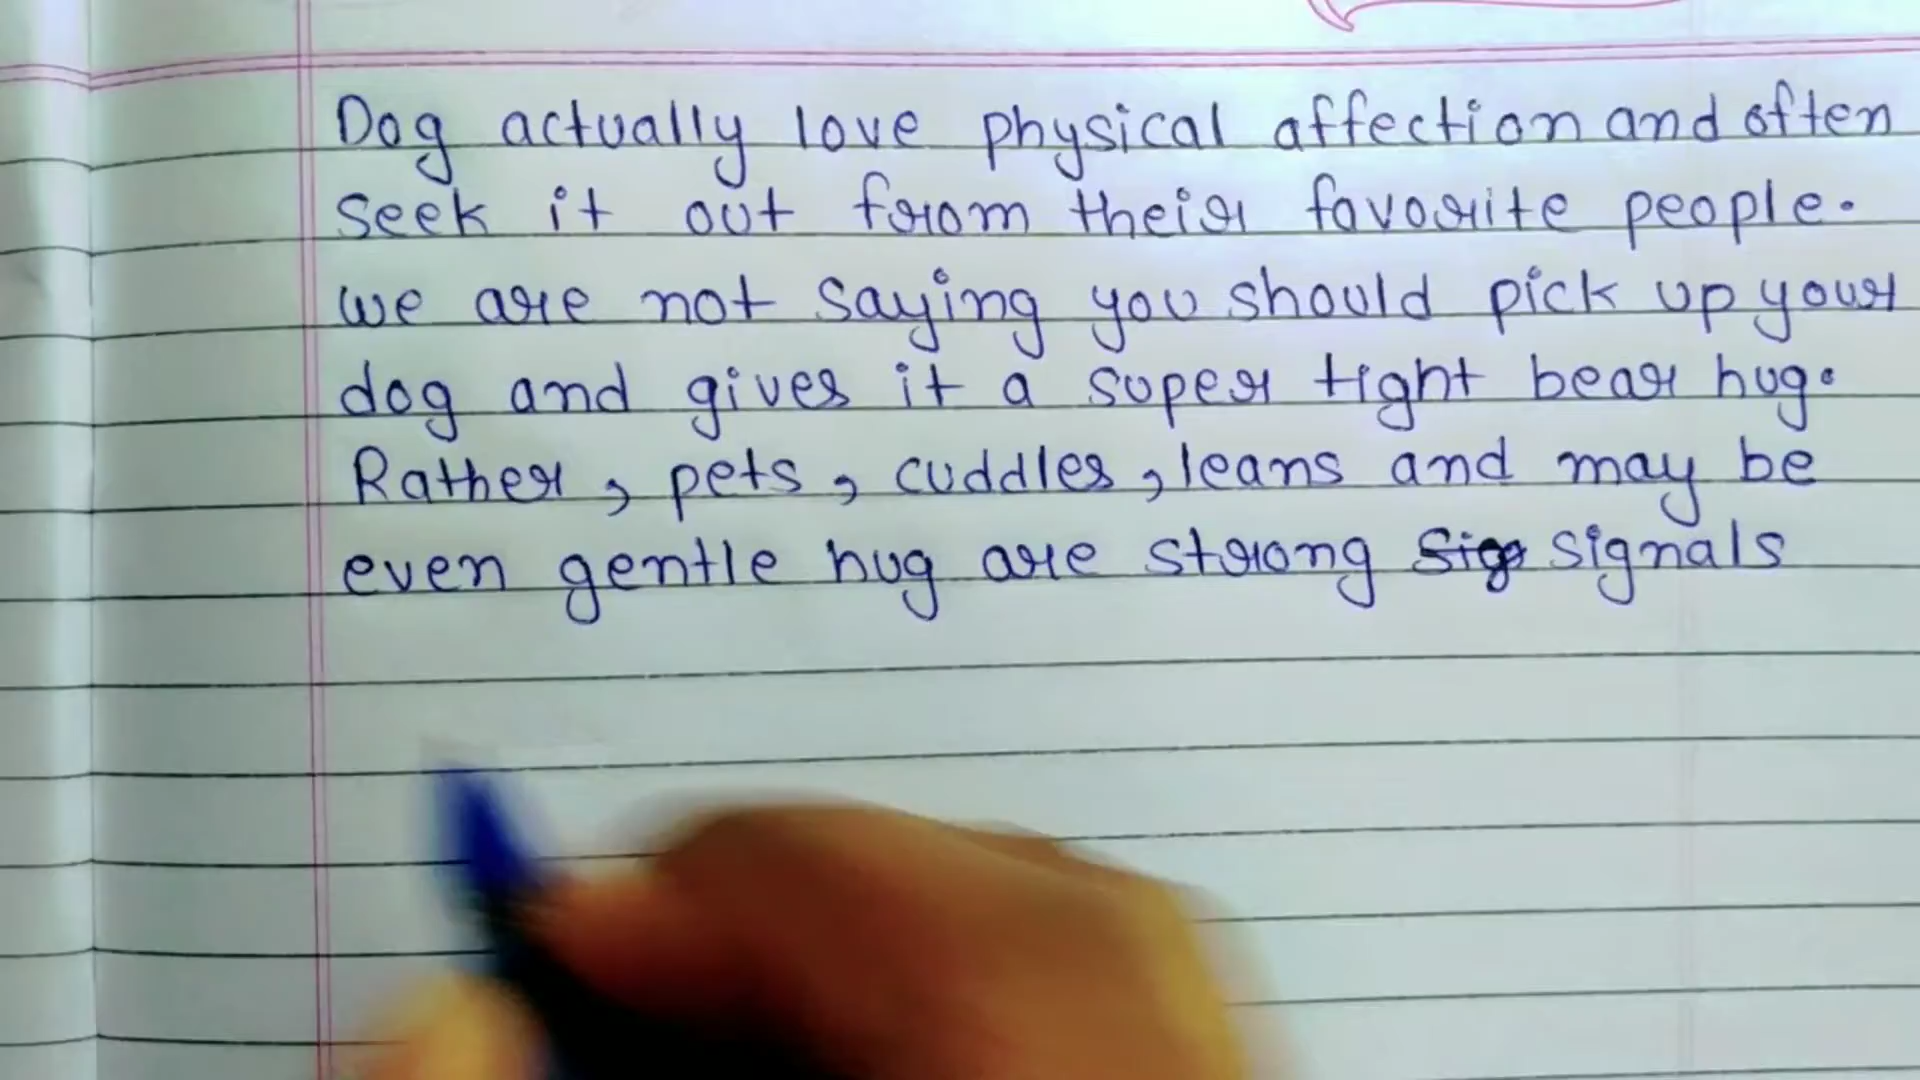 Dog actually love physical affection and often
seek it out from their favorite people.
we are not saying you should pick up your
dog and gives it a super tight bear hug.
Rather, pets, cuddles, leans and may be
even gentle hug are strong signals